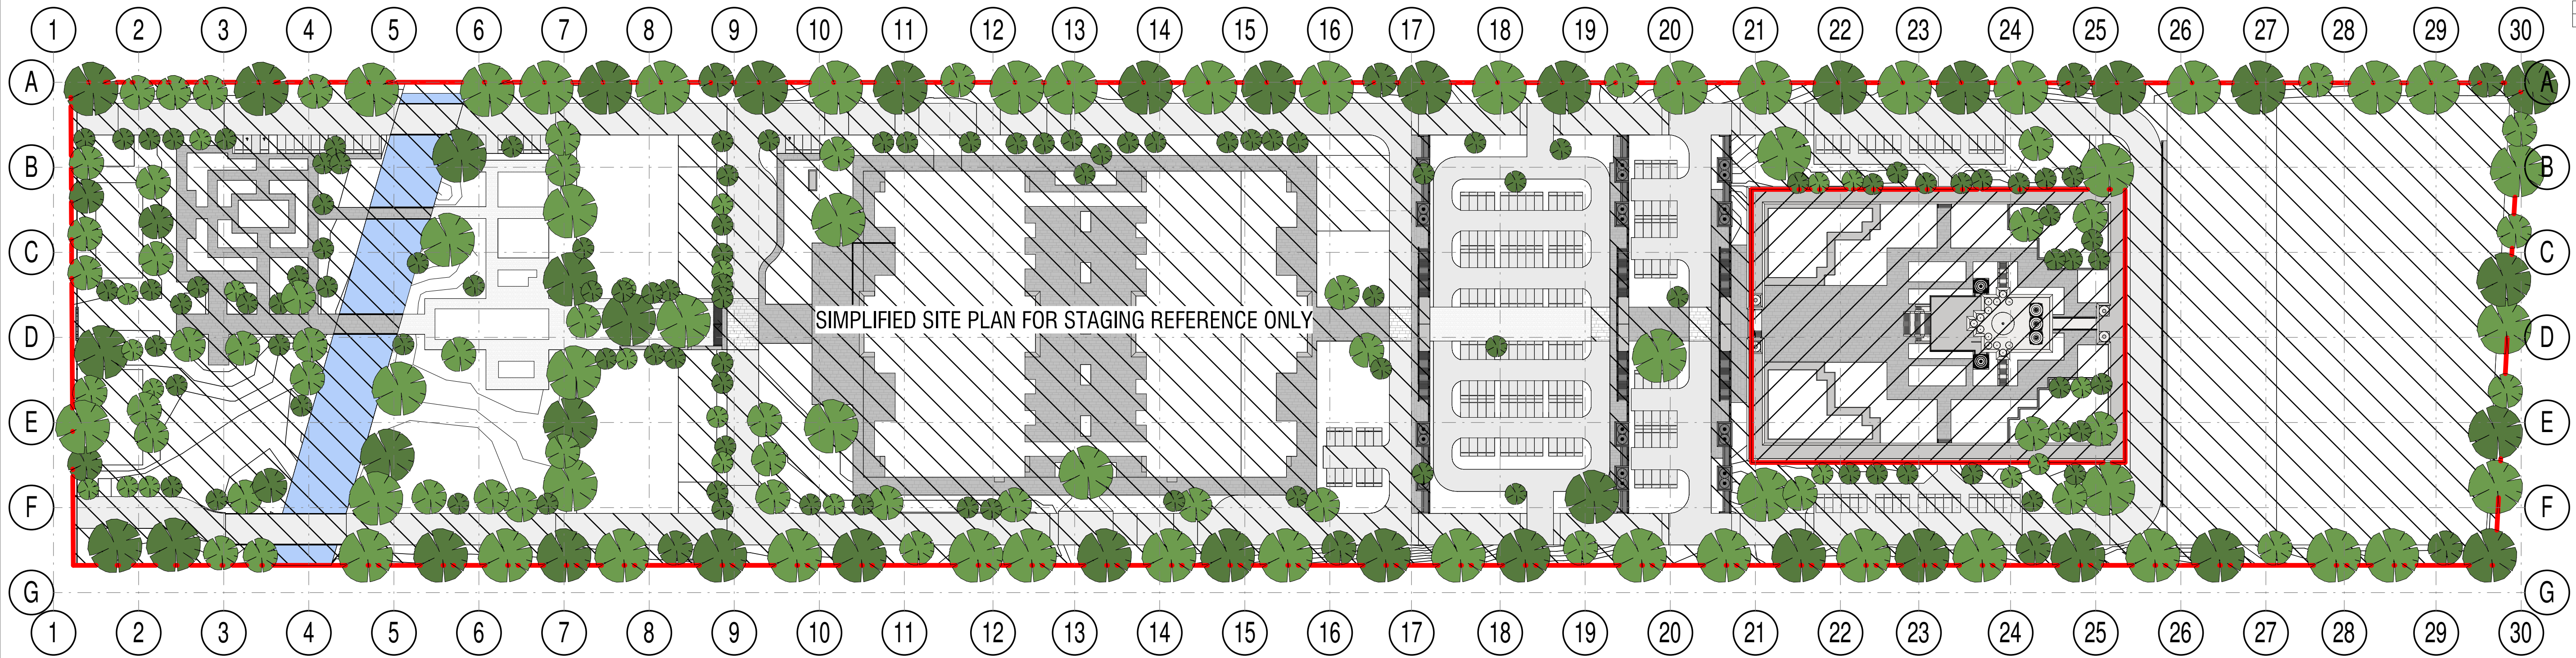 1 2 3 4 5 6 7 8 9 10 11 12 13 14 15 16 17 18 19 20 21 22 23 24 25 26 27 28 29 30
A A
B B
C C
SIMPLIFIED SITE PLAN FOR STAGING REFERENCE ONLY
D D
E E
F F
G G
1 2 3 4 5 6 7 8 9 10 11 12 13 14 15 16 17 18 19 20 21 22 23 24 25 26 27 28 29 30